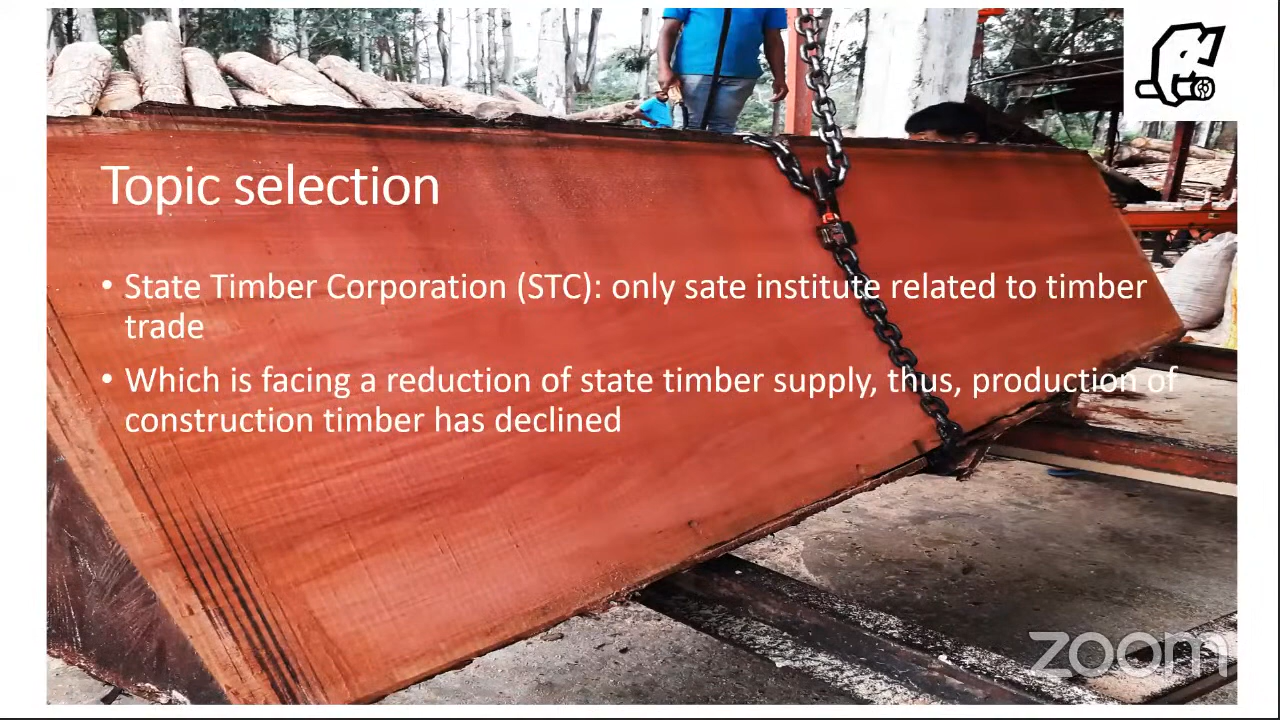 Topic selection
• State Timber Corporation (STC): only sate institute related to timber
trade
• Which is facing a reduction of state timber supply, thus, production of
construction timber has declined
zoom